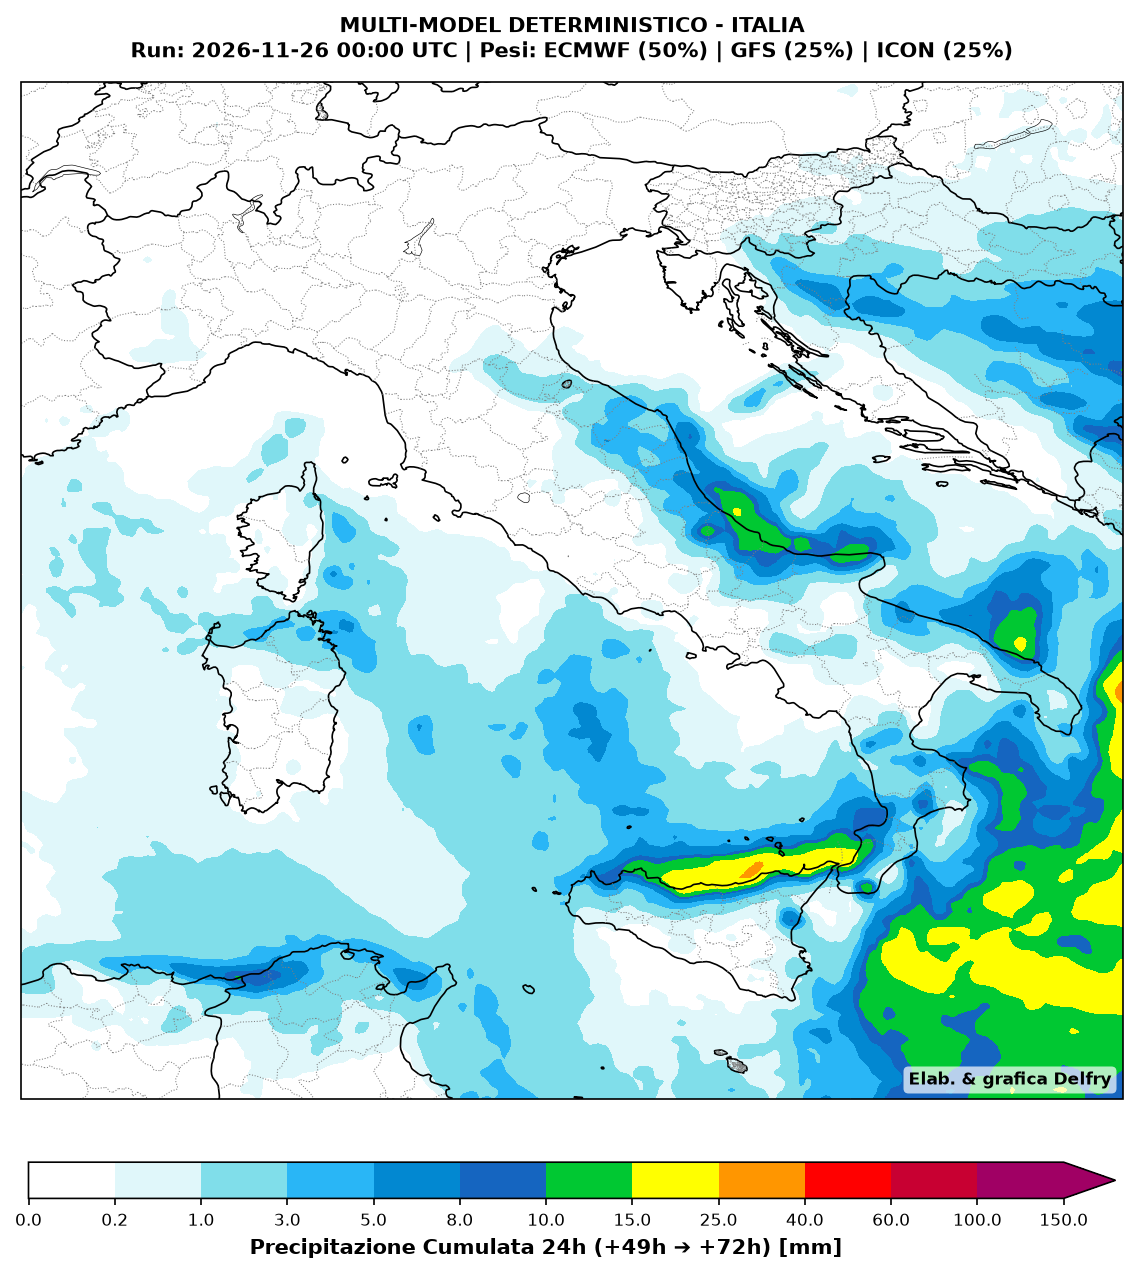 MULTI-MODEL DETERMINISTICO - ITALIA
Run: 2026-11-26 00:00 UTC | Pesi: ECMWF (50%) | GFS (25%) | ICON (25%)
Elab. & grafica Delfry
0.0 0.2 1.0 3.0 5.0 8.0 10.0 15.0 25.0 40.0 60.0 100.0 150.0
Precipitazione Cumulata 24h (+49h → +72h) [mm]